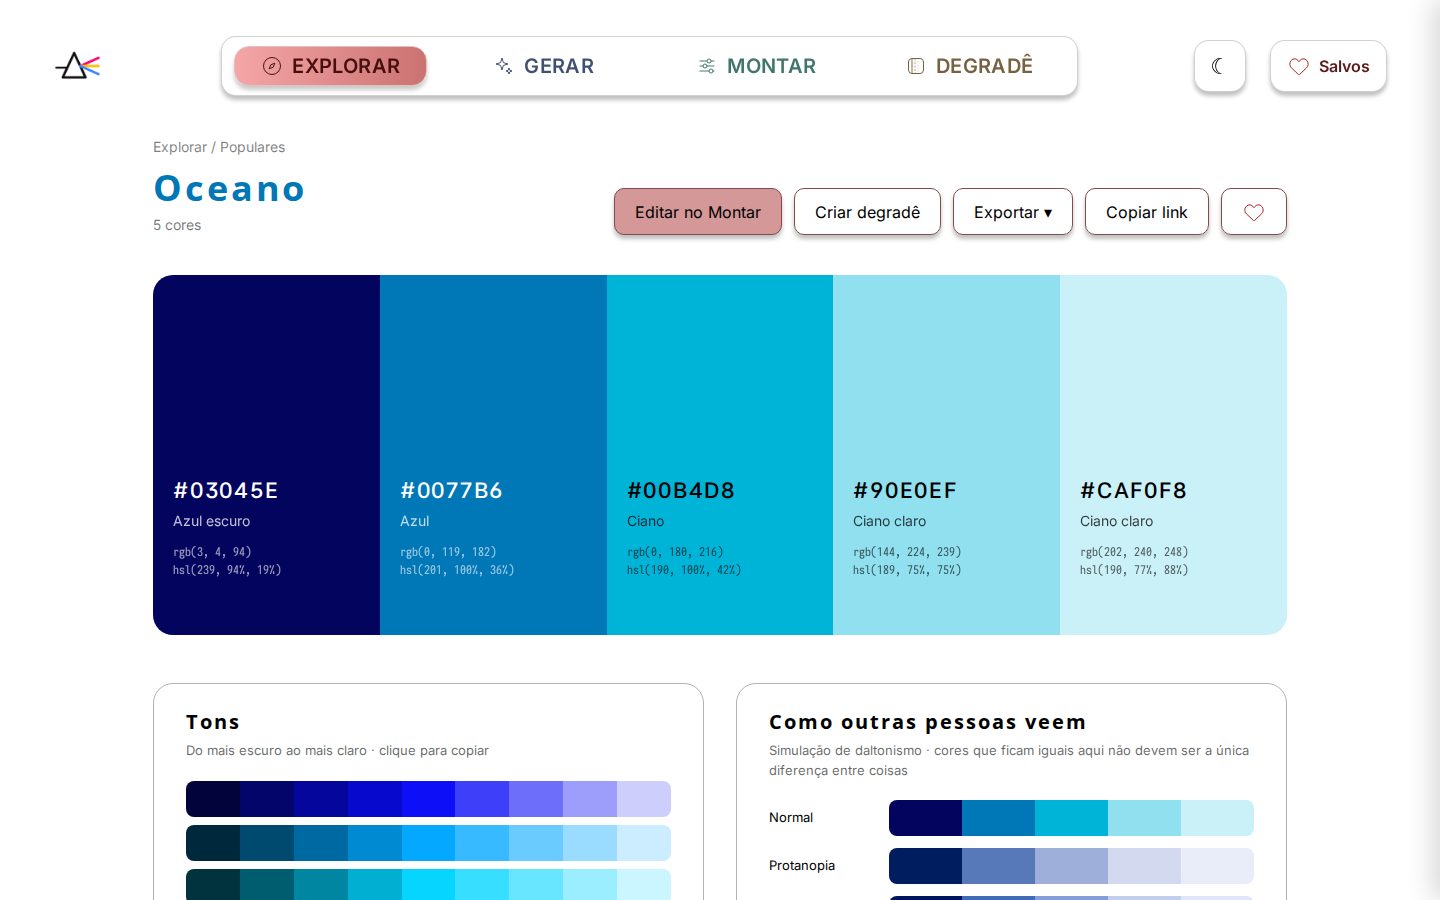 EXPLORAR
GERAR
MONTAR
DEGRADÊ
Salvos
Explorar / Populares
Oceano
5 cores
Editar no Montar
Criar degradê
Exportar ▾
Copiar link
#03045E
Azul escuro
rgb(3, 4, 94)
hsl(239, 94%, 19%)
#0077B6
Azul
rgb(0, 119, 182)
hsl(201, 100%, 36%)
#00B4D8
Ciano
rgb(0, 180, 216)
hsl(190, 100%, 42%)
#90E0EF
Ciano claro
rgb(144, 224, 239)
hsl(189, 75%, 75%)
#CAF0F8
Ciano claro
rgb(202, 240, 248)
hsl(190, 77%, 88%)
Tons
Do mais escuro ao mais claro · clique para copiar
Como outras pessoas veem
Simulação de daltonismo · cores que ficam iguais aqui não devem ser a única
diferença entre coisas
Normal
Protanopia